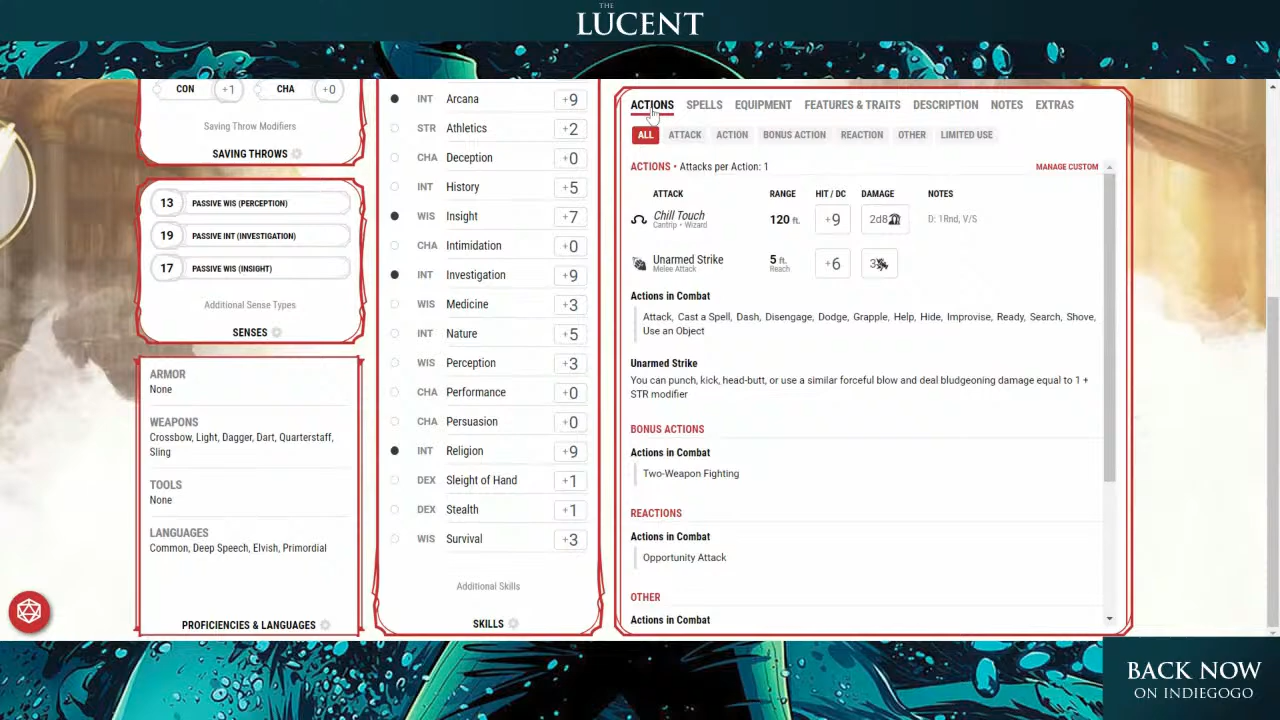 THE
LUCENT
CON +1 CHA +0
Saving Throw Modifiers
SAVING THROWS
13 PASSIVE WIS (PERCEPTION)
19 PASSIVE INT (INVESTIGATION)
17 PASSIVE WIS (INSIGHT)
Additional Sense Types
SENSES
ARMOR
None
WEAPONS
Crossbow, Light, Dagger, Dart, Quarterstaff,
Sling
TOOLS
None
LANGUAGES
Common, Deep Speech, Elvish, Primordial
PROFICIENCIES & LANGUAGES
INT Arcana +9
STR Athletics +2
CHA Deception +0
INT History +5
WIS Insight +7
CHA Intimidation +0
INT Investigation +9
WIS Medicine +3
INT Nature +5
WIS Perception +3
CHA Performance +0
CHA Persuasion +0
INT Religion +9
DEX Sleight of Hand +1
DEX Stealth +1
WIS Survival +3
Additional Skills
SKILLS
ACTIONS SPELLS EQUIPMENT FEATURES & TRAITS DESCRIPTION NOTES EXTRAS
ALL ATTACK ACTION BONUS ACTION REACTION OTHER LIMITED USE
ACTIONS • Attacks per Action: 1 MANAGE CUSTOM
ATTACK RANGE HIT / DC DAMAGE NOTES
Chill Touch 120 ft. +9 2d8 D: 1Rnd, V/S
Cantrip • Wizard
Unarmed Strike 5 ft. +6 3
Melee Attack Reach
Actions in Combat
Attack, Cast a Spell, Dash, Disengage, Dodge, Grapple, Help, Hide, Improvise, Ready, Search, Shove,
Use an Object
Unarmed Strike
You can punch, kick, head-butt, or use a similar forceful blow and deal bludgeoning damage equal to 1 +
STR modifier
BONUS ACTIONS
Actions in Combat
Two-Weapon Fighting
REACTIONS
Actions in Combat
Opportunity Attack
OTHER
Actions in Combat
BACK NOW
ON INDIEGOGO